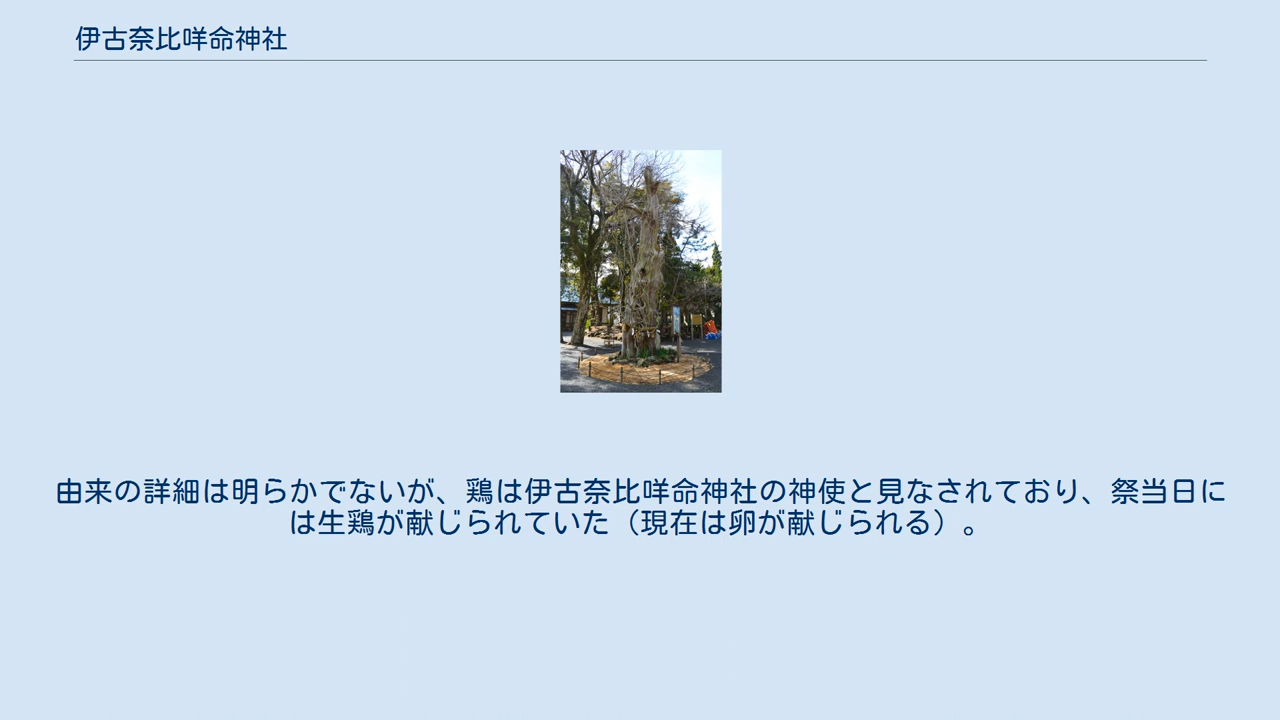 伊古奈比咩命神社
由来の詳細は明らかでないが、鶏は伊古奈比咩命神社の神使と見なされており、祭当日に
は生鶏が献じられていた（現在は卵が献じられる）。